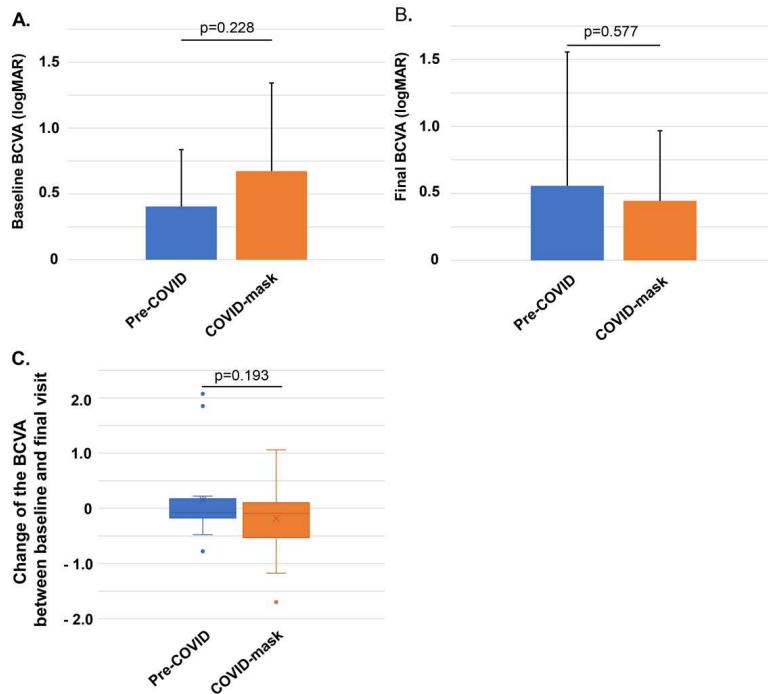 A.
p=0.228
Baseline BCVA (logMAR)
1.5
1.0
0.5
0
Pre-COVID
COVID-mask
B.
p=0.577
Final BCVA (logMAR)
1.5
1.0
0.5
0
Pre-COVID
COVID-mask
C.
p=0.193
Change of the BCVA
between baseline and final visit
2.0
1.0
0
- 1.0
- 2.0
Pre-COVID
COVID-mask